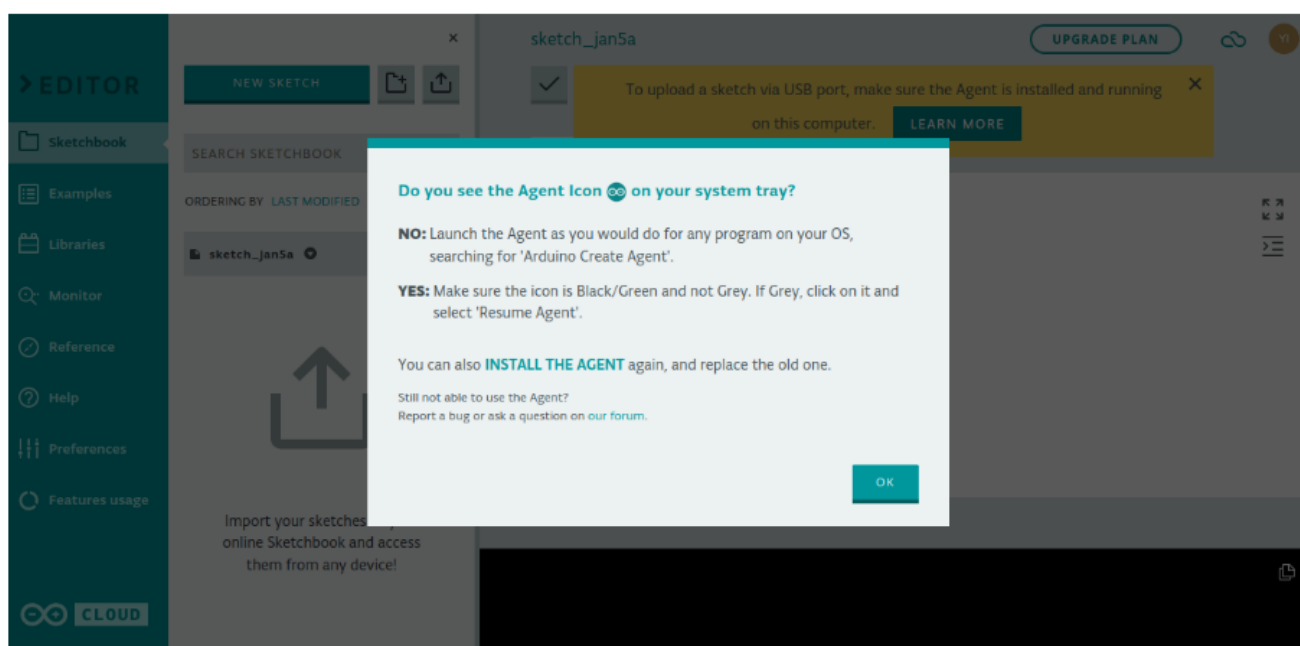 >EDITOR
Sketchbook
Examples
Libraries
Monitor
Reference
Help
Preferences
Features usage
CLOUD
×
NEW SKETCH
SEARCH SKETCHBOOK
ORDERING BY LAST MODIFIED
sketch_jan5a
Import your sketches
online Sketchbook and access
them from any device!
sketch_jan5a
UPGRADE PLAN
YI
To upload a sketch via USB port, make sure the Agent is installed and running
on this computer. LEARN MORE
×
Do you see the Agent Icon on your system tray?
NO: Launch the Agent as you would do for any program on your OS,
searching for 'Arduino Create Agent'.
YES: Make sure the icon is Black/Green and not Grey. If Grey, click on it and
select 'Resume Agent'.
You can also INSTALL THE AGENT again, and replace the old one.
Still not able to use the Agent?
Report a bug or ask a question on our forum.
OK